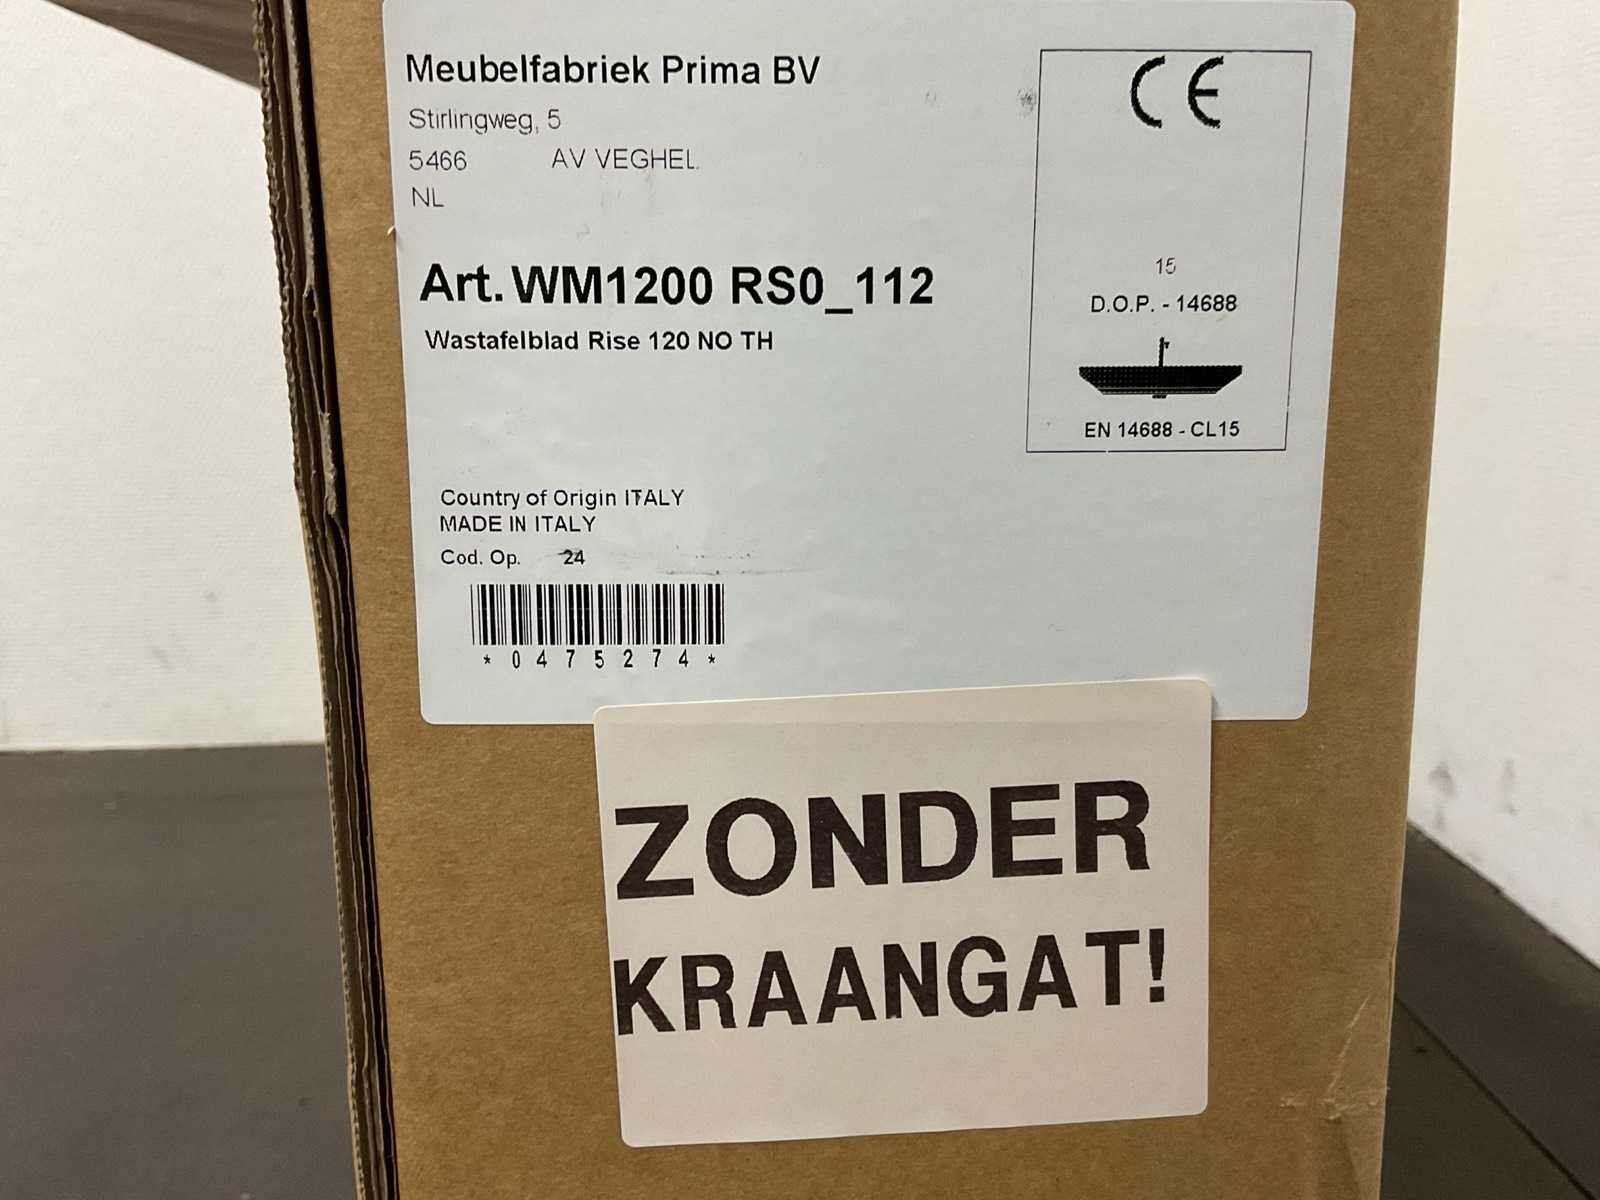 Meubelfabriek Prima BV
Stirlingweg, 5
5466 AV VEGHEL
NL
Art. WM1200 RS0_112
Wastafelblad Rise 120 NO TH
CE
15
D.O.P. - 14688
EN 14688 - CL15
Country of Origin ITALY
MADE IN ITALY
Cod. Op. 24
*0475274*
ZONDER
KRAANGAT!